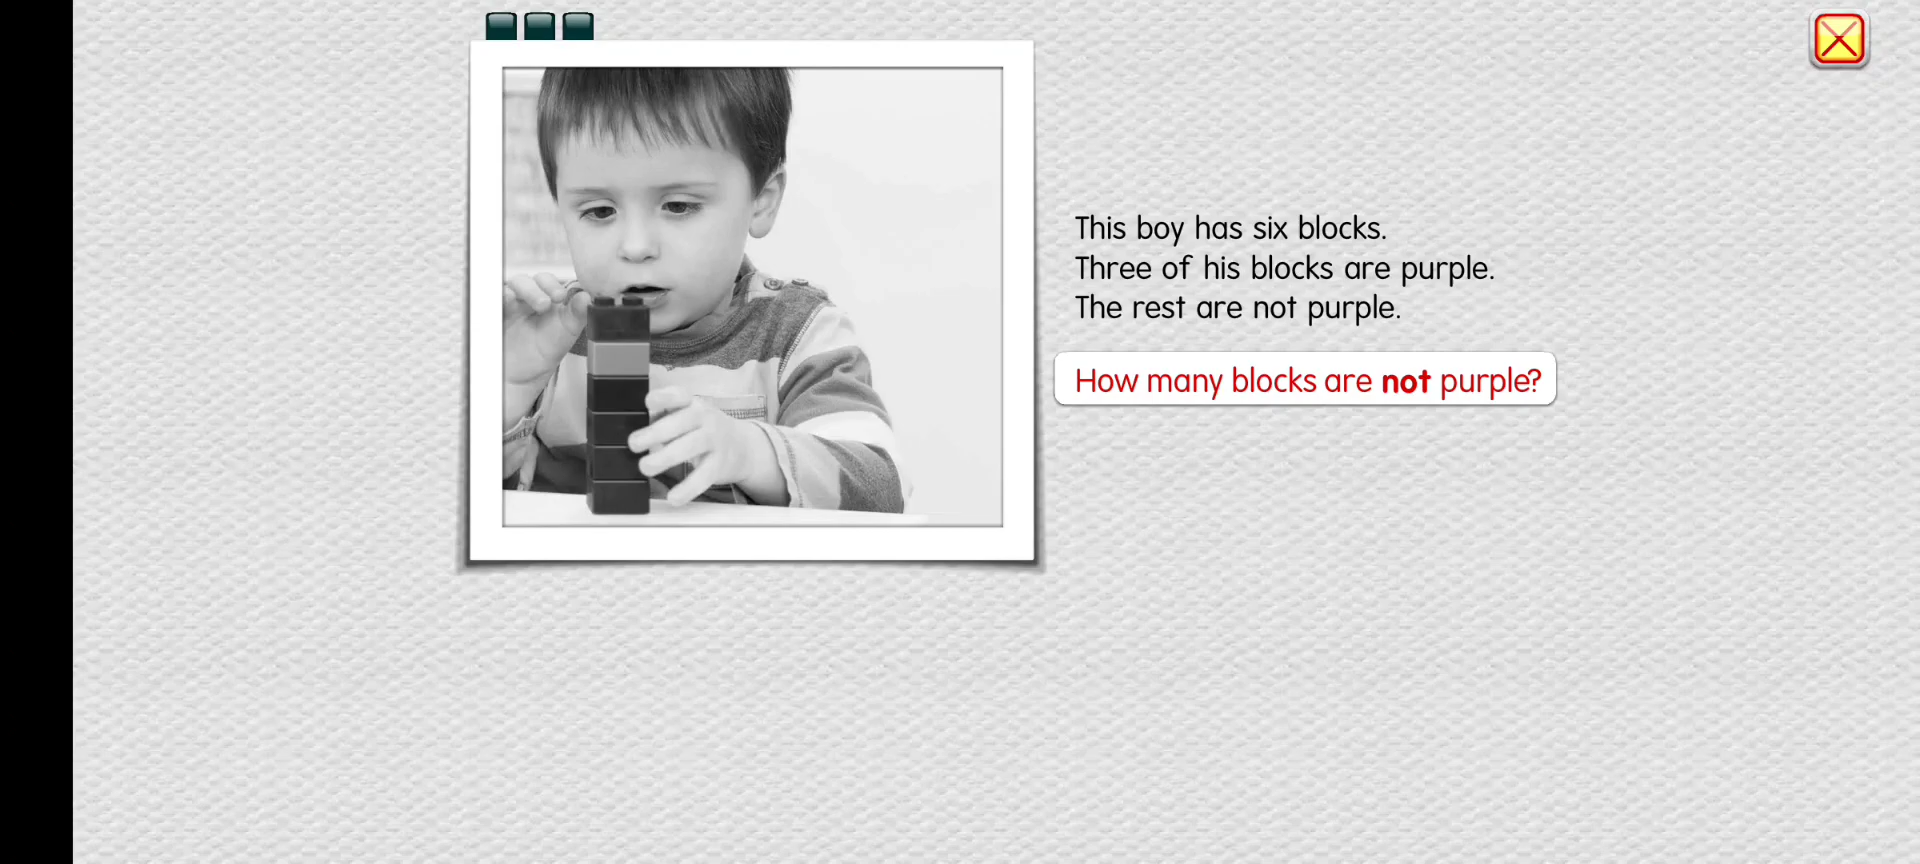 This boy has six blocks.
Three of his blocks are purple.
The rest are not purple.
How many blocks are not purple?